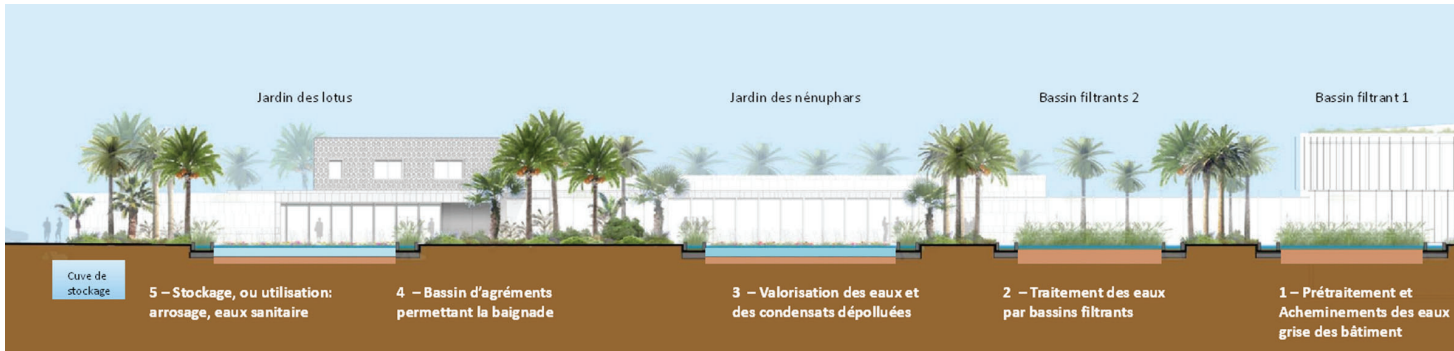 Jardin des lotus
Jardin des nénuphars
Bassin filtrants 2
Bassin filtrant 1
Cuve de
stockage
5 – Stockage, ou utilisation:
arrosage, eaux sanitaire
4 – Bassin d'agréments
permettant la baignade
3 – Valorisation des eaux et
des condensats dépolluées
2 – Traitement des eaux
par bassins filtrants
1 – Prétraitement et
Acheminements des eaux
grise des bâtiment